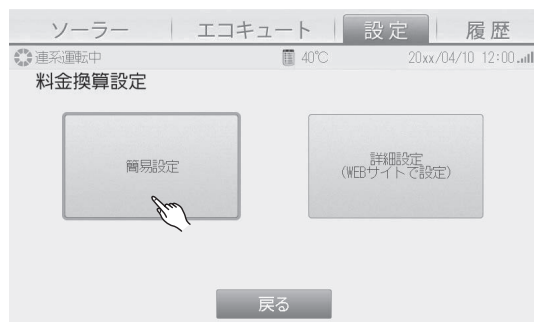 ソーラー エコキュート 設定 履歴
連系運転中 40℃ 20xx/04/10 12:00
料金換算設定
簡易設定
詳細設定
(WEBサイトで設定)
戻る